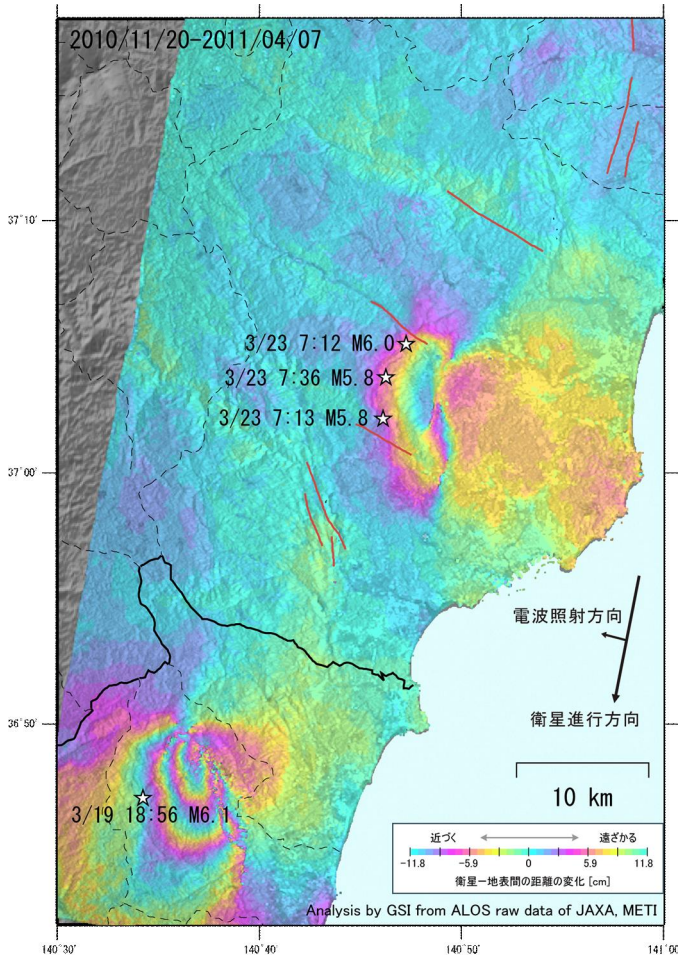 2010/11/20-2011/04/07
37°10'
3/23 7:12 M6.0
3/23 7:36 M5.8
3/23 7:13 M5.8
37°00'
電波照射方向
36°50'
衛星進行方向
3/19 18:56 M6.1
10 km
近づく 遠ざかる
-11.8 -5.9 0 5.9 11.8
衛星ー地表間の距離の変化 [cm]
Analysis by GSI from ALOS raw data of JAXA, METI
140°30' 140°40' 140°50' 141°00'